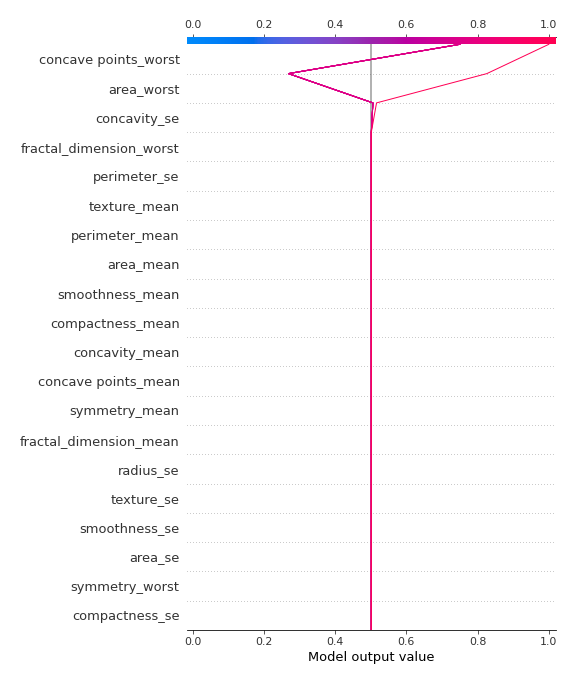 0.0 0.2 0.4 0.6 0.8 1.0
concave points_worst
area_worst
concavity_se
fractal_dimension_worst
perimeter_se
texture_mean
perimeter_mean
area_mean
smoothness_mean
compactness_mean
concavity_mean
concave points_mean
symmetry_mean
fractal_dimension_mean
radius_se
texture_se
smoothness_se
area_se
symmetry_worst
compactness_se
0.0 0.2 0.4 0.6 0.8 1.0
Model output value